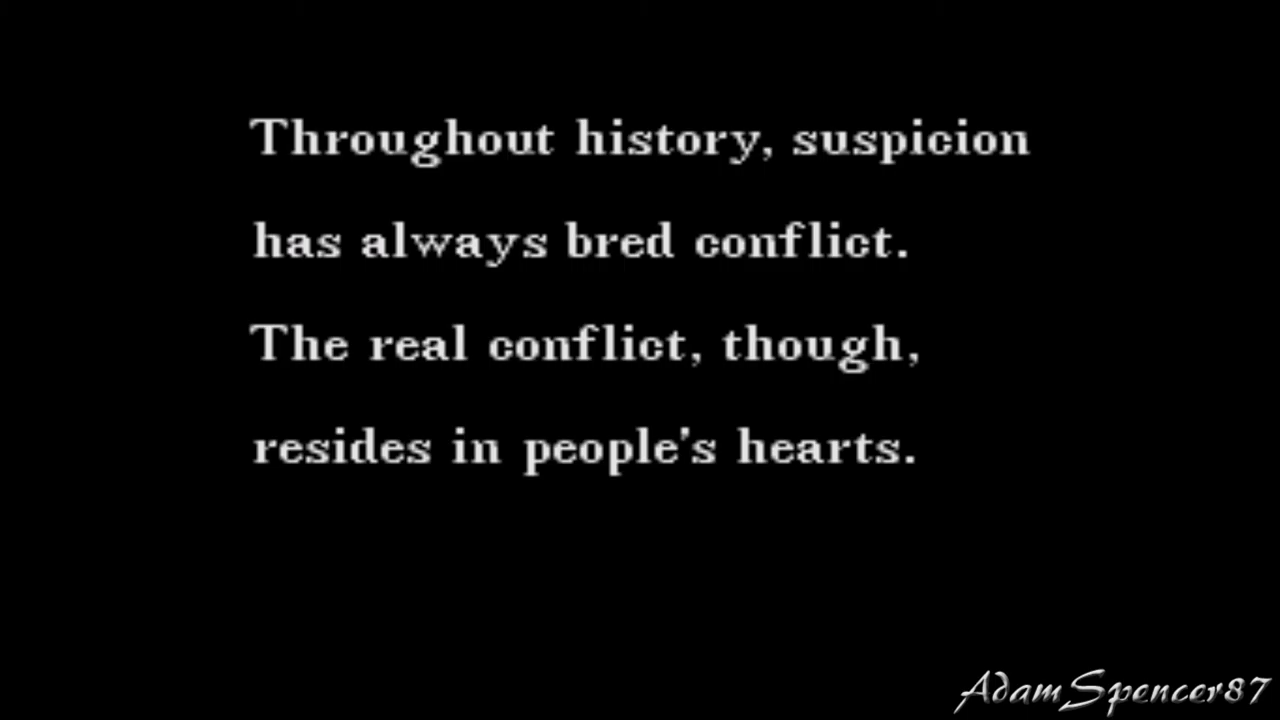 Throughout history, suspicion
has always bred conflict.
The real conflict, though,
resides in people's hearts.
AdamSpencer87